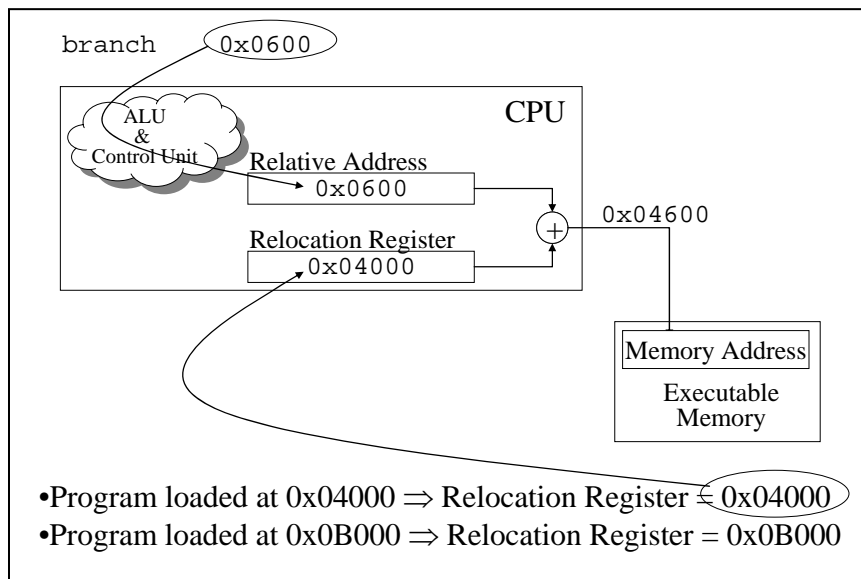 branch 0x0600
CPU
ALU
&
Control Unit
Relative Address
0x0600
0x04600
+
Relocation Register
0x04000
Memory Address
Executable
Memory
•Program loaded at 0x04000 ⇒ Relocation Register = 0x04000
•Program loaded at 0x0B000 ⇒ Relocation Register = 0x0B000